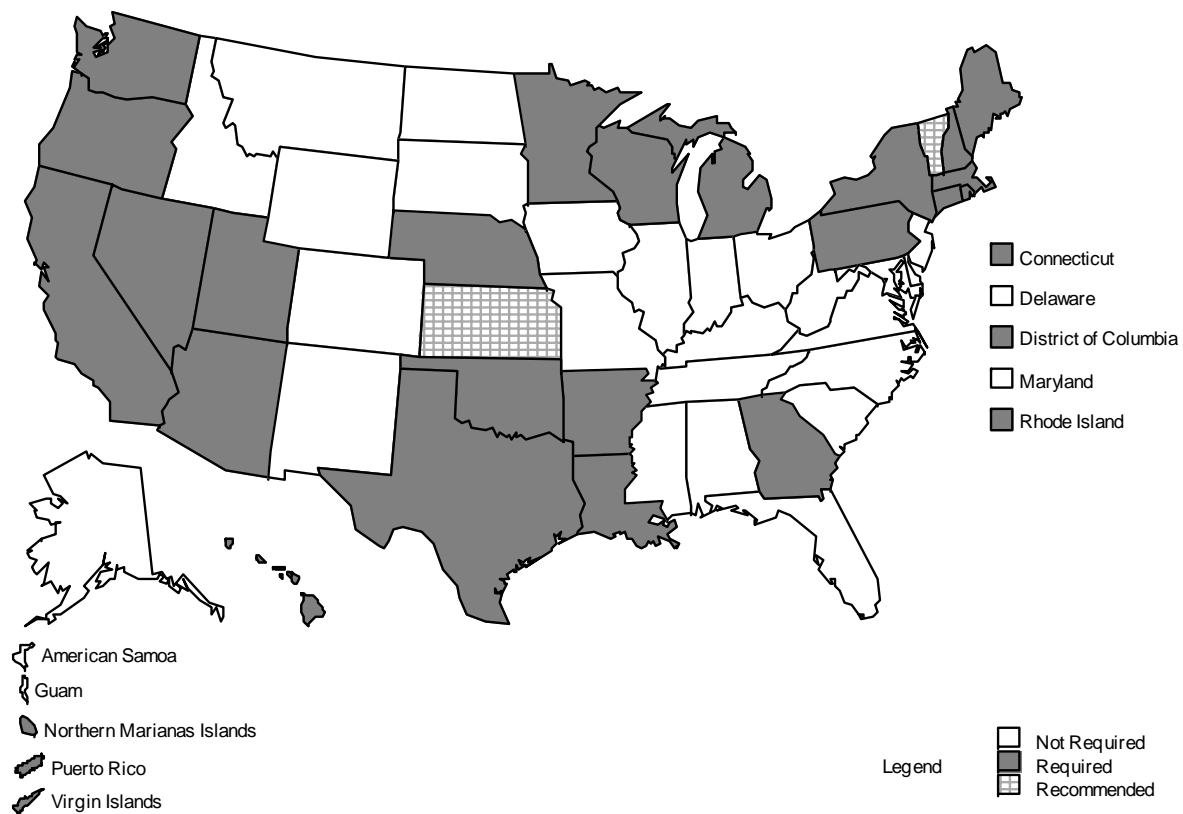 Connecticut
Delaware
District of Columbia
Maryland
Rhode Island
American Samoa
Guam
Northern Marianas Islands
Puerto Rico
Virgin Islands
Legend
Not Required
Required
Recommended